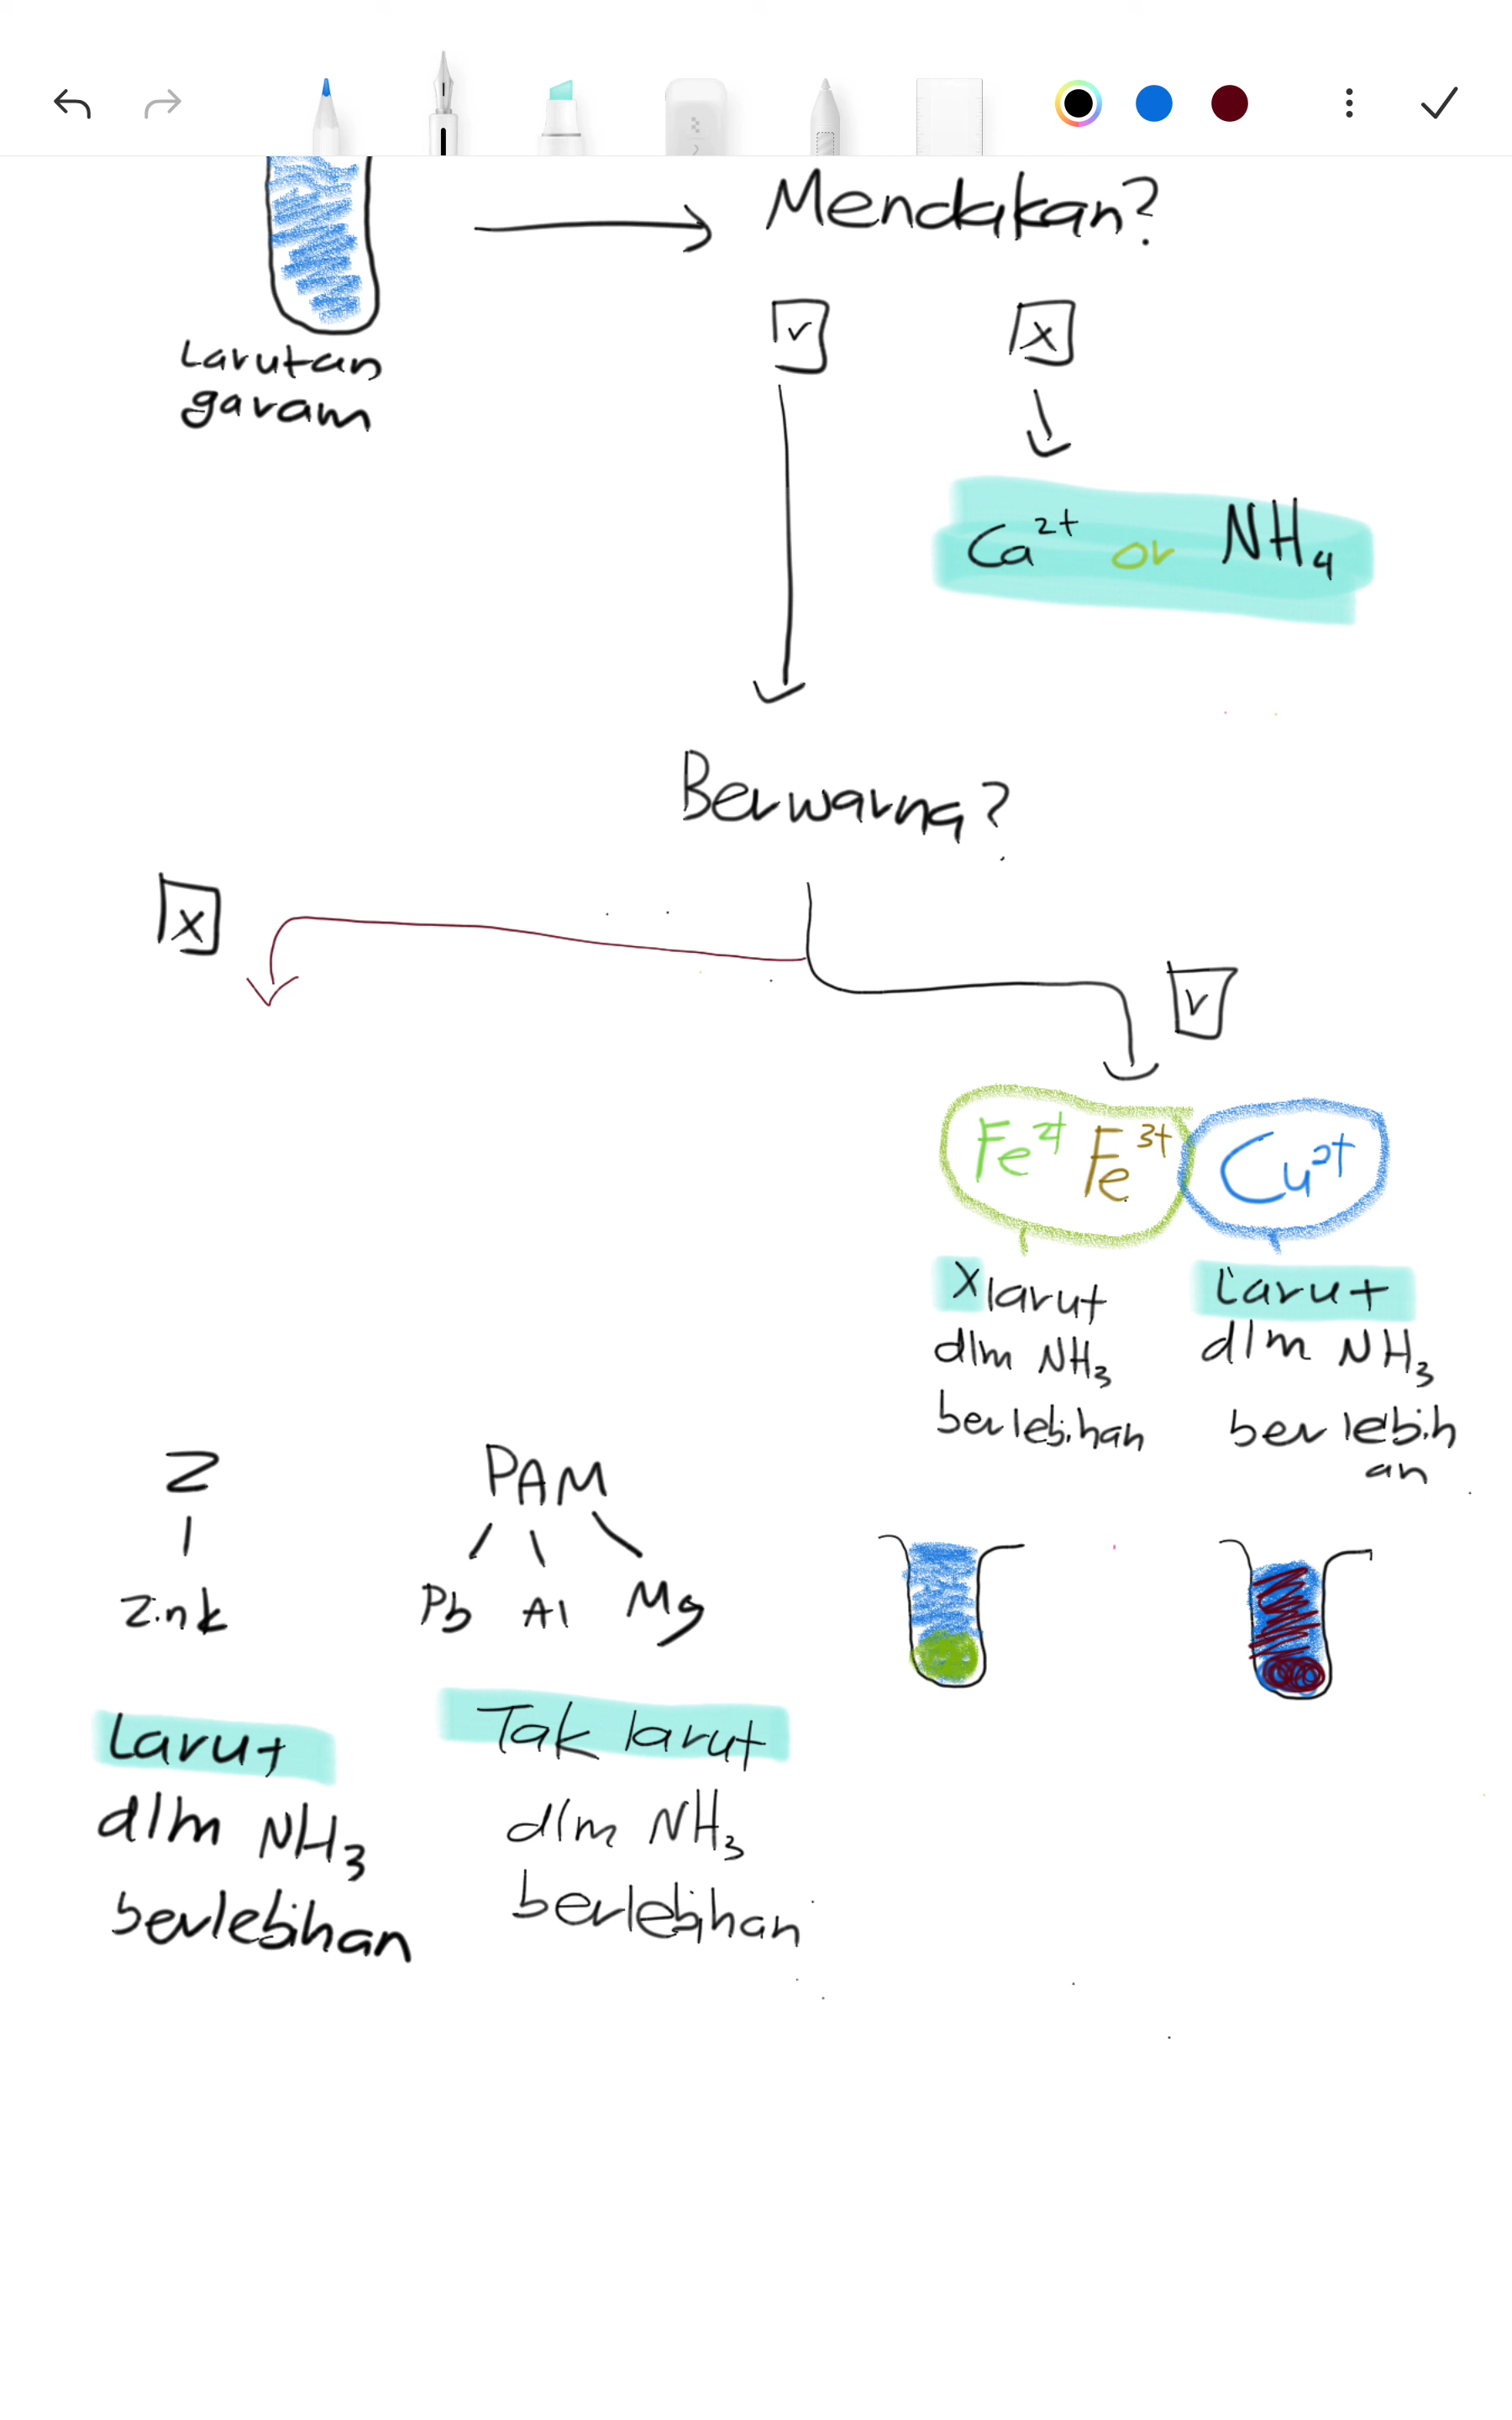 Mendakan?
Larutan
garam
v
x
Ca²⁺ or NH₄
Berwarna?
x
v
Fe²⁺ Fe³⁺ Cu²⁺
X larut
dlm NH₃
berlebihan
Larut
dlm NH₃
berlebih
an
Z
Zink
PAM
Pb Al Mg
Larut
dlm NH₃
berlebihan
Tak larut
dlm NH₃
berlebihan